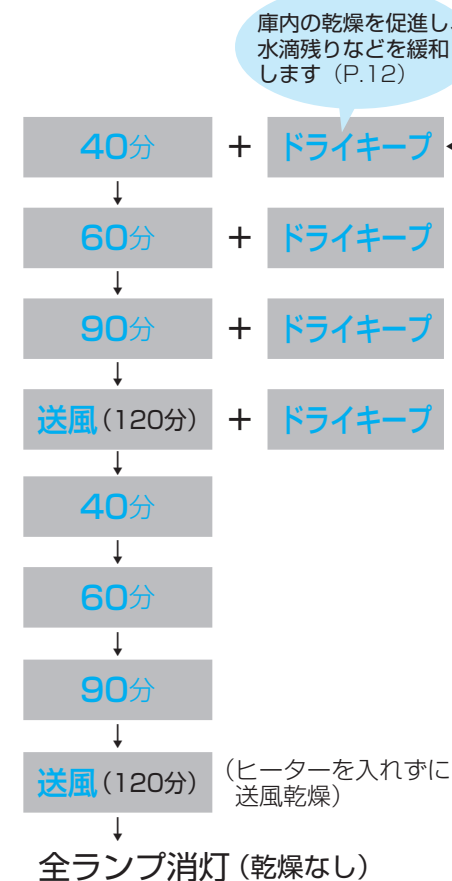 庫内の乾燥を促進し、
水滴残りなどを緩和
します（P.12）
40分 + ドライキープ
↓
60分 + ドライキープ
↓
90分 + ドライキープ
↓
送風（120分） + ドライキープ
↓
40分
↓
60分
↓
90分
↓
送風（120分） （ヒーターを入れずに
送風乾燥）
↓
全ランプ消灯（乾燥なし）